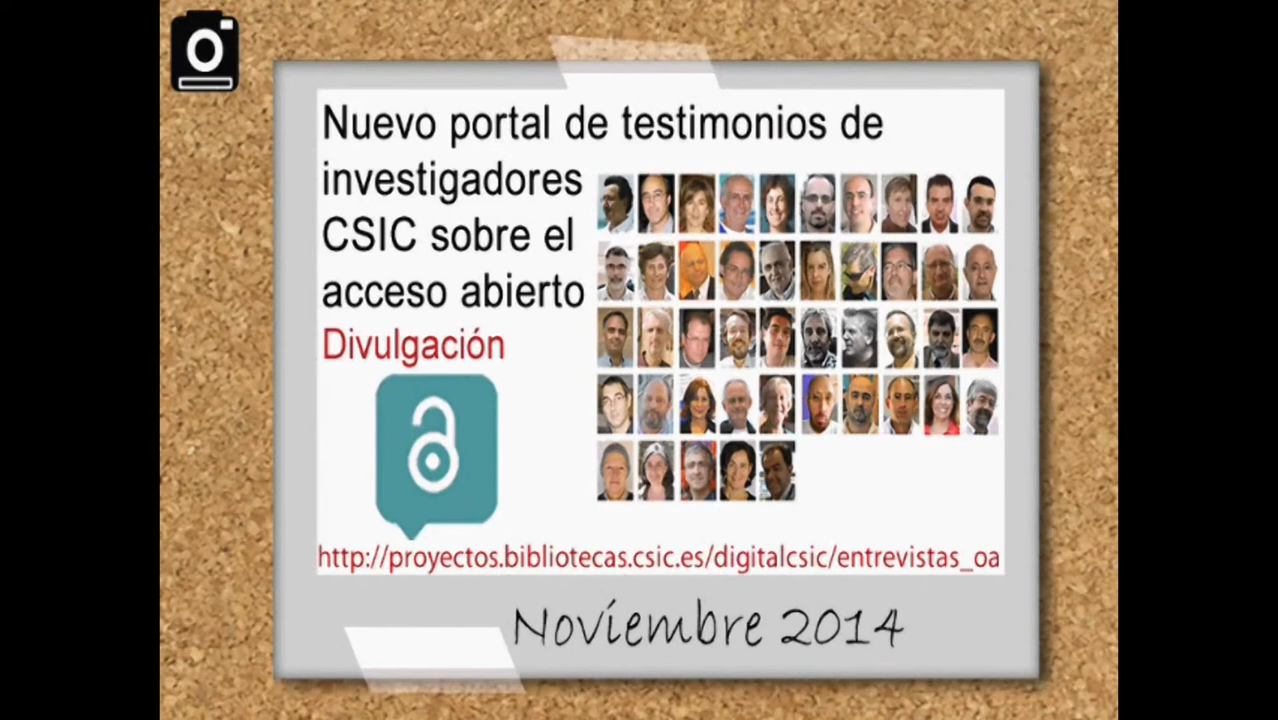 Nuevo portal de testimonios de
investigadores
CSIC sobre el
acceso abierto
Divulgación
http://proyectos.bibliotecas.csic.es/digitalcsic/entrevistas_oa
Noviembre 2014